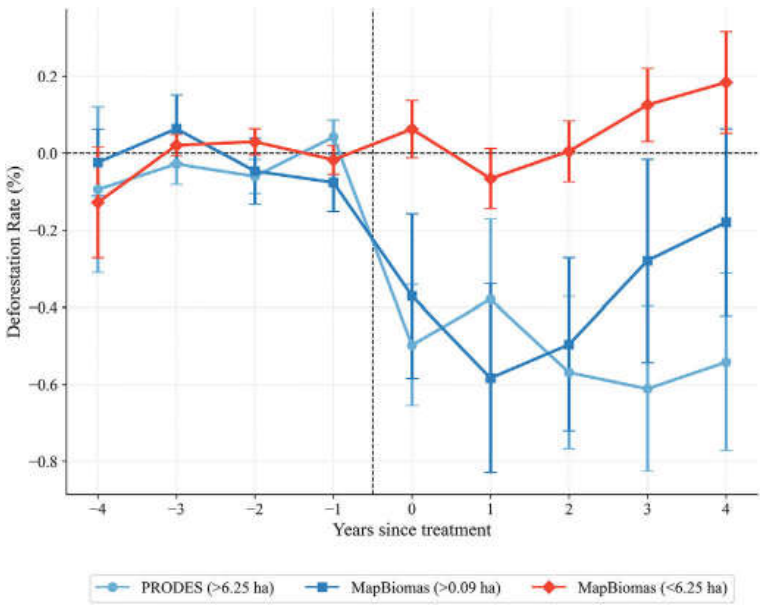 0.2
0.0
−0.2
−0.4
−0.6
−0.8
Deforestation Rate (%)
−4 −3 −2 −1 0 1 2 3 4
Years since treatment
PRODES (>6.25 ha) MapBiomas (>0.09 ha) MapBiomas (<6.25 ha)